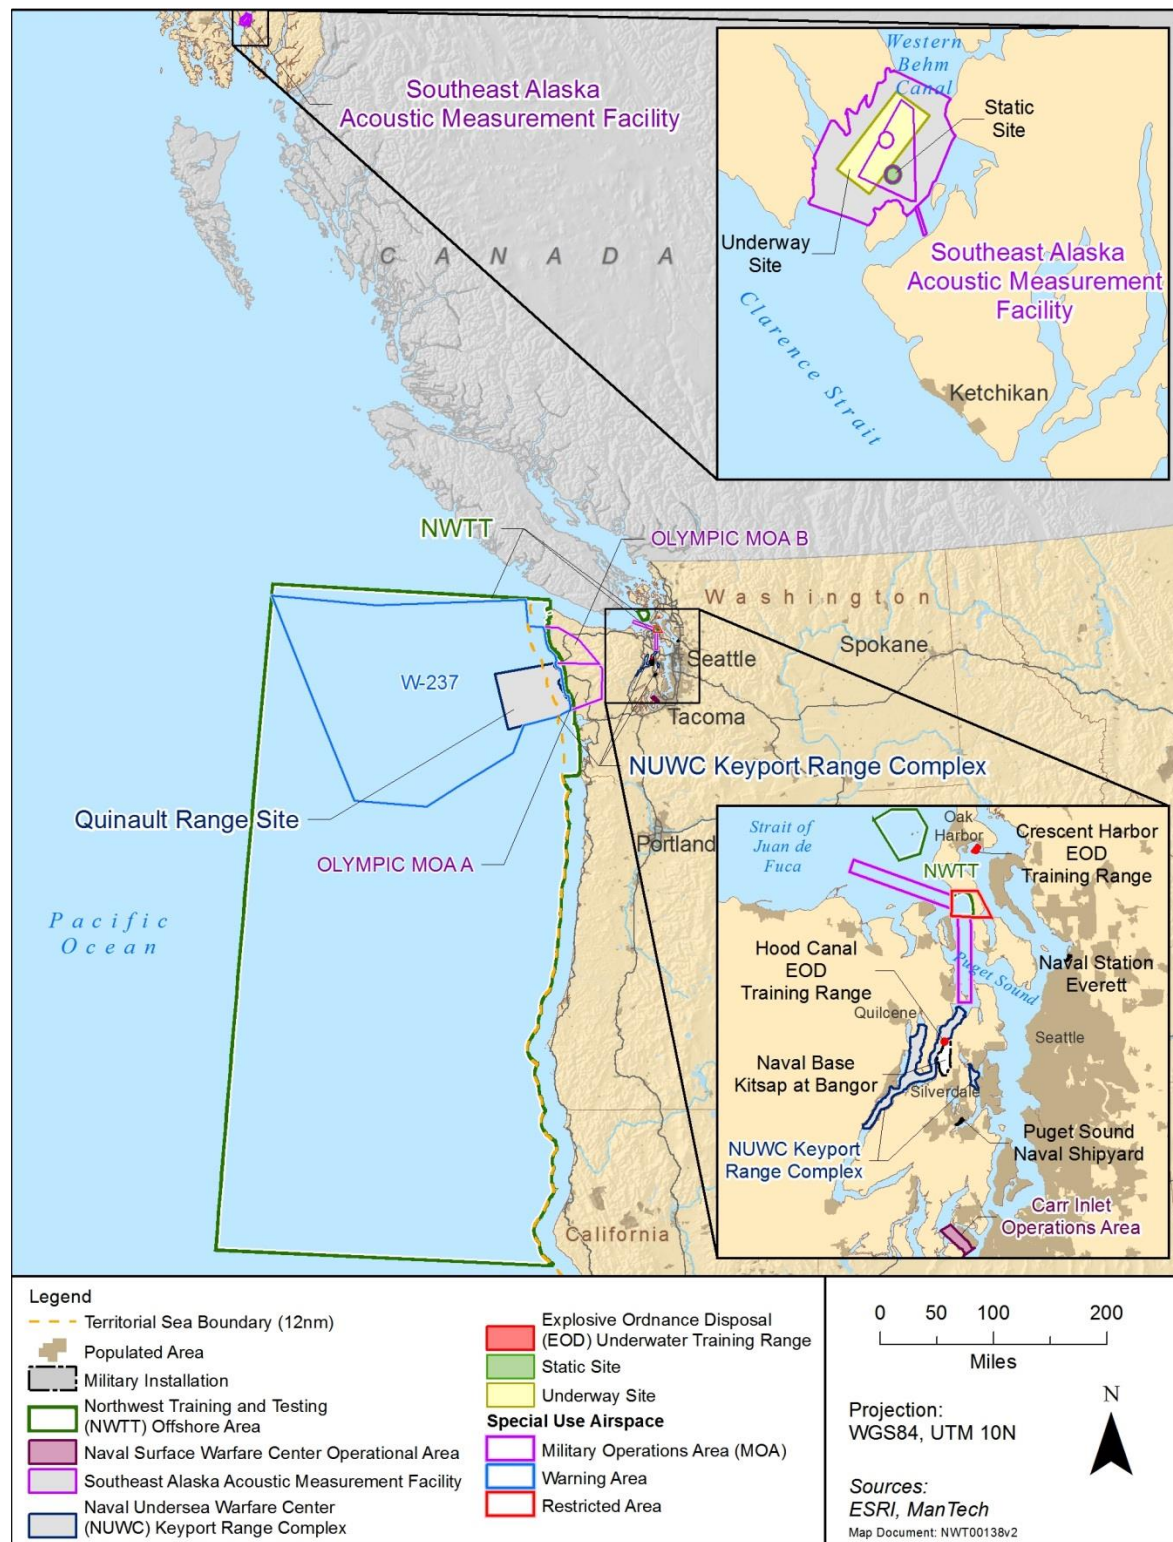 Southeast Alaska
Acoustic Measurement Facility
CANADA
Western
Behm
Canal
Static
Site
Underway
Site
Southeast Alaska
Acoustic Measurement
Facility
Clarence Strait
Ketchikan
NWTT
OLYMPIC MOA B
Washington
Spokane
Seattle
W-237
Tacoma
NUWC Keyport Range Complex
Quinault Range Site
Portland
OLYMPIC MOA A
Pacific
Ocean
California
Strait of
Juan de
Fuca
Oak
Harbor
Crescent Harbor
EOD
Training Range
NWTT
Hood Canal
EOD
Training Range
Puget Sound
Naval Station
Everett
Quilcene
Seattle
Naval Base
Kitsap at Bangor
Silverdale
Puget Sound
Naval Shipyard
NUWC Keyport
Range Complex
Carr Inlet
Operations Area
Legend
Territorial Sea Boundary (12nm)
Populated Area
Military Installation
Northwest Training and Testing
(NWTT) Offshore Area
Naval Surface Warfare Center Operational Area
Southeast Alaska Acoustic Measurement Facility
Naval Undersea Warfare Center
(NUWC) Keyport Range Complex
Explosive Ordnance Disposal
(EOD) Underwater Training Range
Static Site
Underway Site
Special Use Airspace
Military Operations Area (MOA)
Warning Area
Restricted Area
0 50 100 200
Miles
Projection:
WGS84, UTM 10N
N
Sources:
ESRI, ManTech
Map Document: NWT00138v2